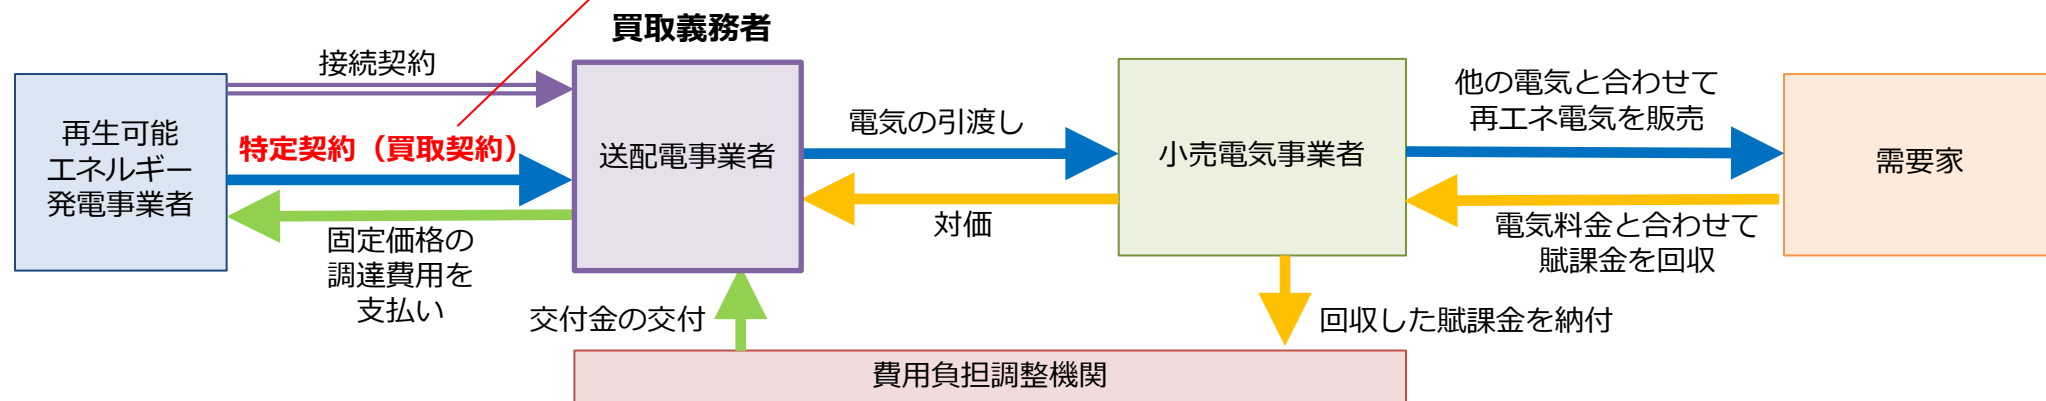 買取義務者
接続契約
再生可能
エネルギー
発電事業者
特定契約（買取契約）
固定価格の
調達費用を
支払い
送配電事業者
電気の引渡し
対価
小売電気事業者
他の電気と合わせて
再エネ電気を販売
電気料金と合わせて
賦課金を回収
需要家
交付金の交付
回収した賦課金を納付
費用負担調整機関